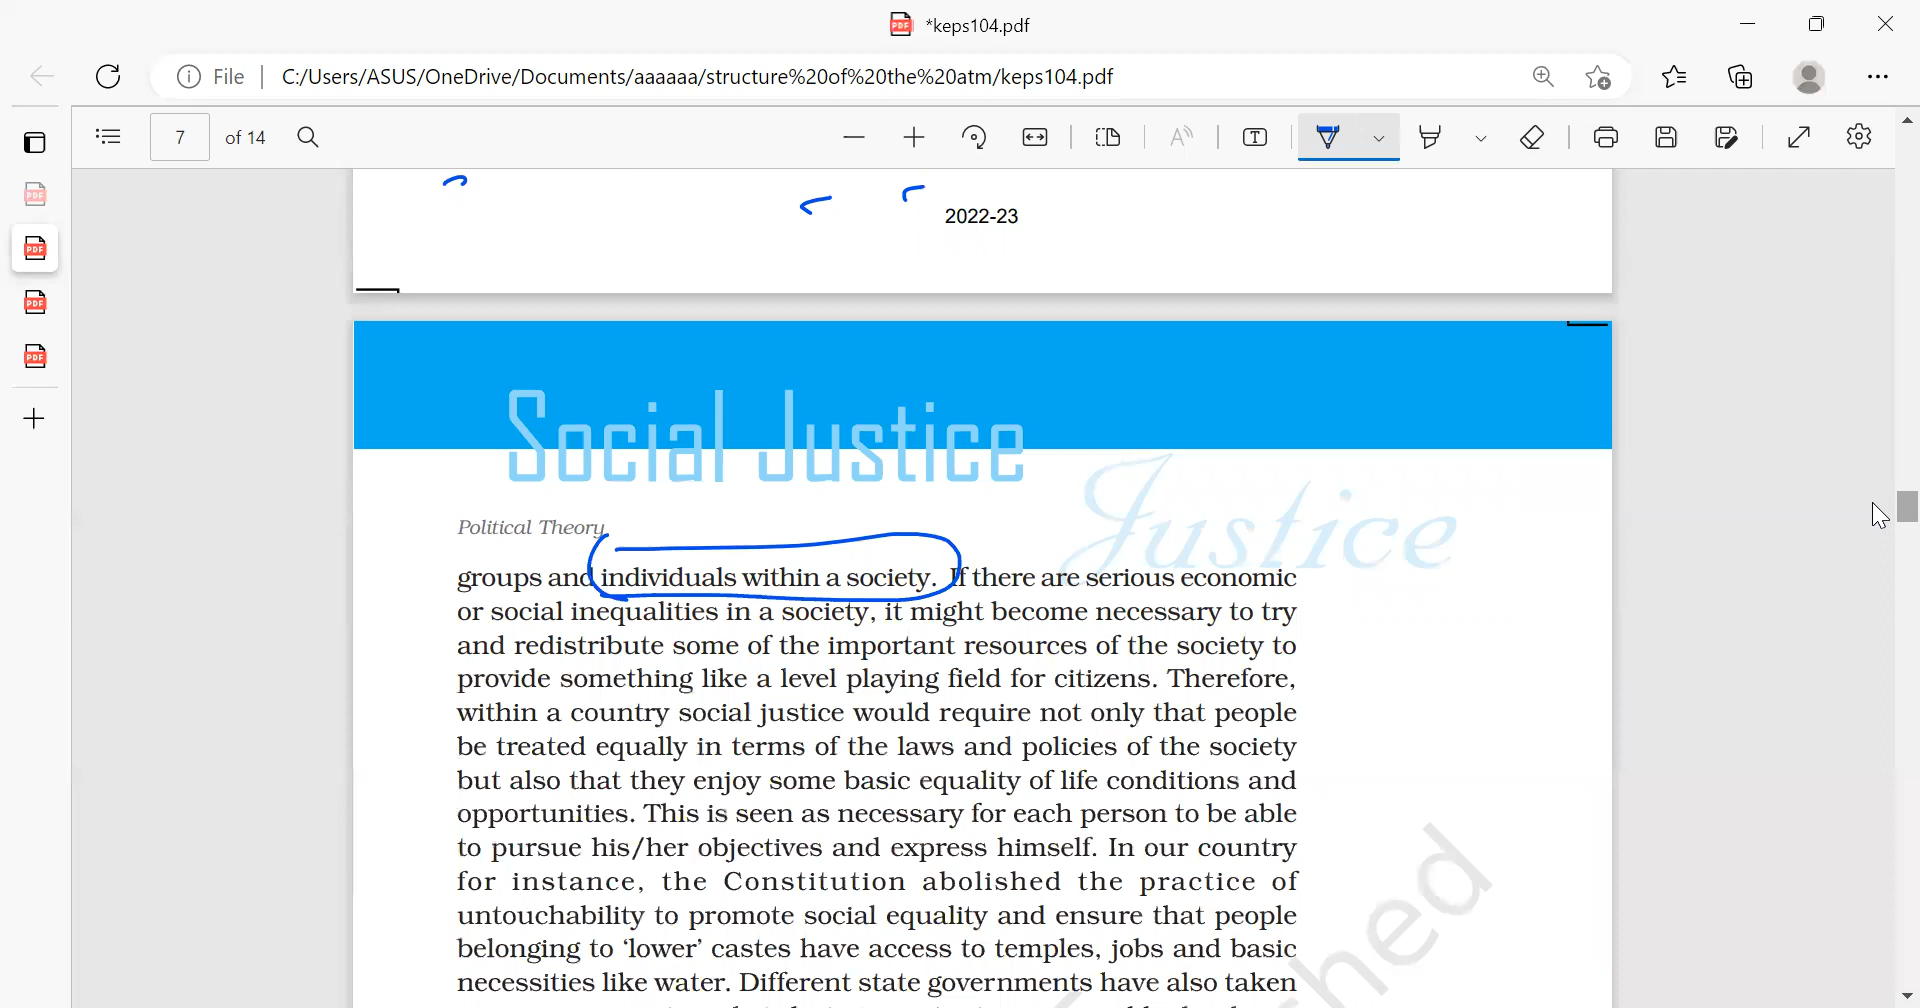 *keps104.pdf
File C:/Users/ASUS/OneDrive/Documents/aaaaaa/structure%20of%20the%20atm/keps104.pdf
7 of 14
2022-23
Social Justice
Justice
Political Theory
groups and individuals within a society. If there are serious economic
or social inequalities in a society, it might become necessary to try
and redistribute some of the important resources of the society to
provide something like a level playing field for citizens. Therefore,
within a country social justice would require not only that people
be treated equally in terms of the laws and policies of the society
but also that they enjoy some basic equality of life conditions and
opportunities. This is seen as necessary for each person to be able
to pursue his/her objectives and express himself. In our country
for instance, the Constitution abolished the practice of
untouchability to promote social equality and ensure that people
belonging to ‘lower’ castes have access to temples, jobs and basic
necessities like water. Different state governments have also taken